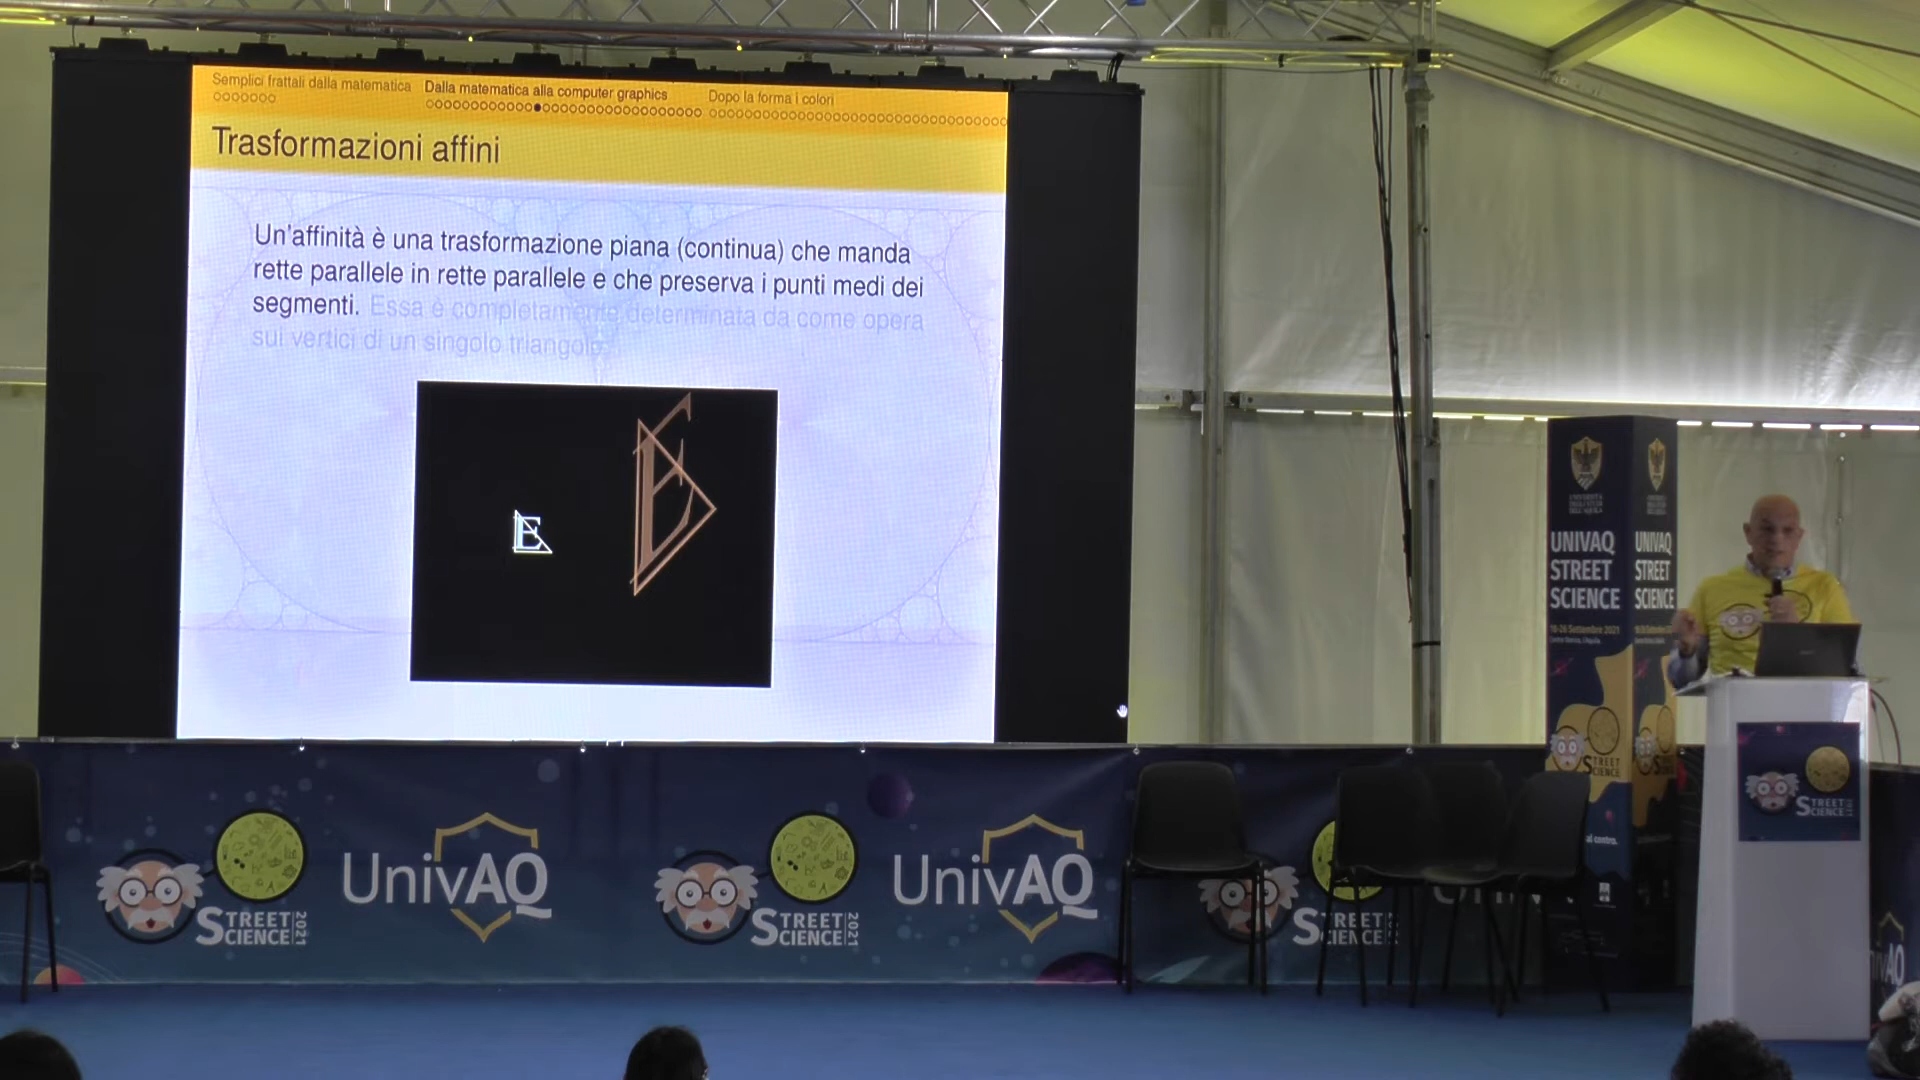 Semplici frattali dalla matematica
Dalla matematica alla computer graphics
Dopo la forma i colori
Trasformazioni affini
Un'affinità è una trasformazione piana (continua) che manda
rette parallele in rette parallele e che preserva i punti medi dei
segmenti. Essa è completamente determinata da come opera
sui vertici di un singolo triangolo.
E
E
UNIVAQ
STREET
SCIENCE
UNIVAQ
STREET
SCIENCE
STREET
SCIENCE
STREET
SCIENCE
2021
UnivAQ
STREET
SCIENCE
2021
UnivAQ
STREET
SCIENCE
STREET
SCIENCE